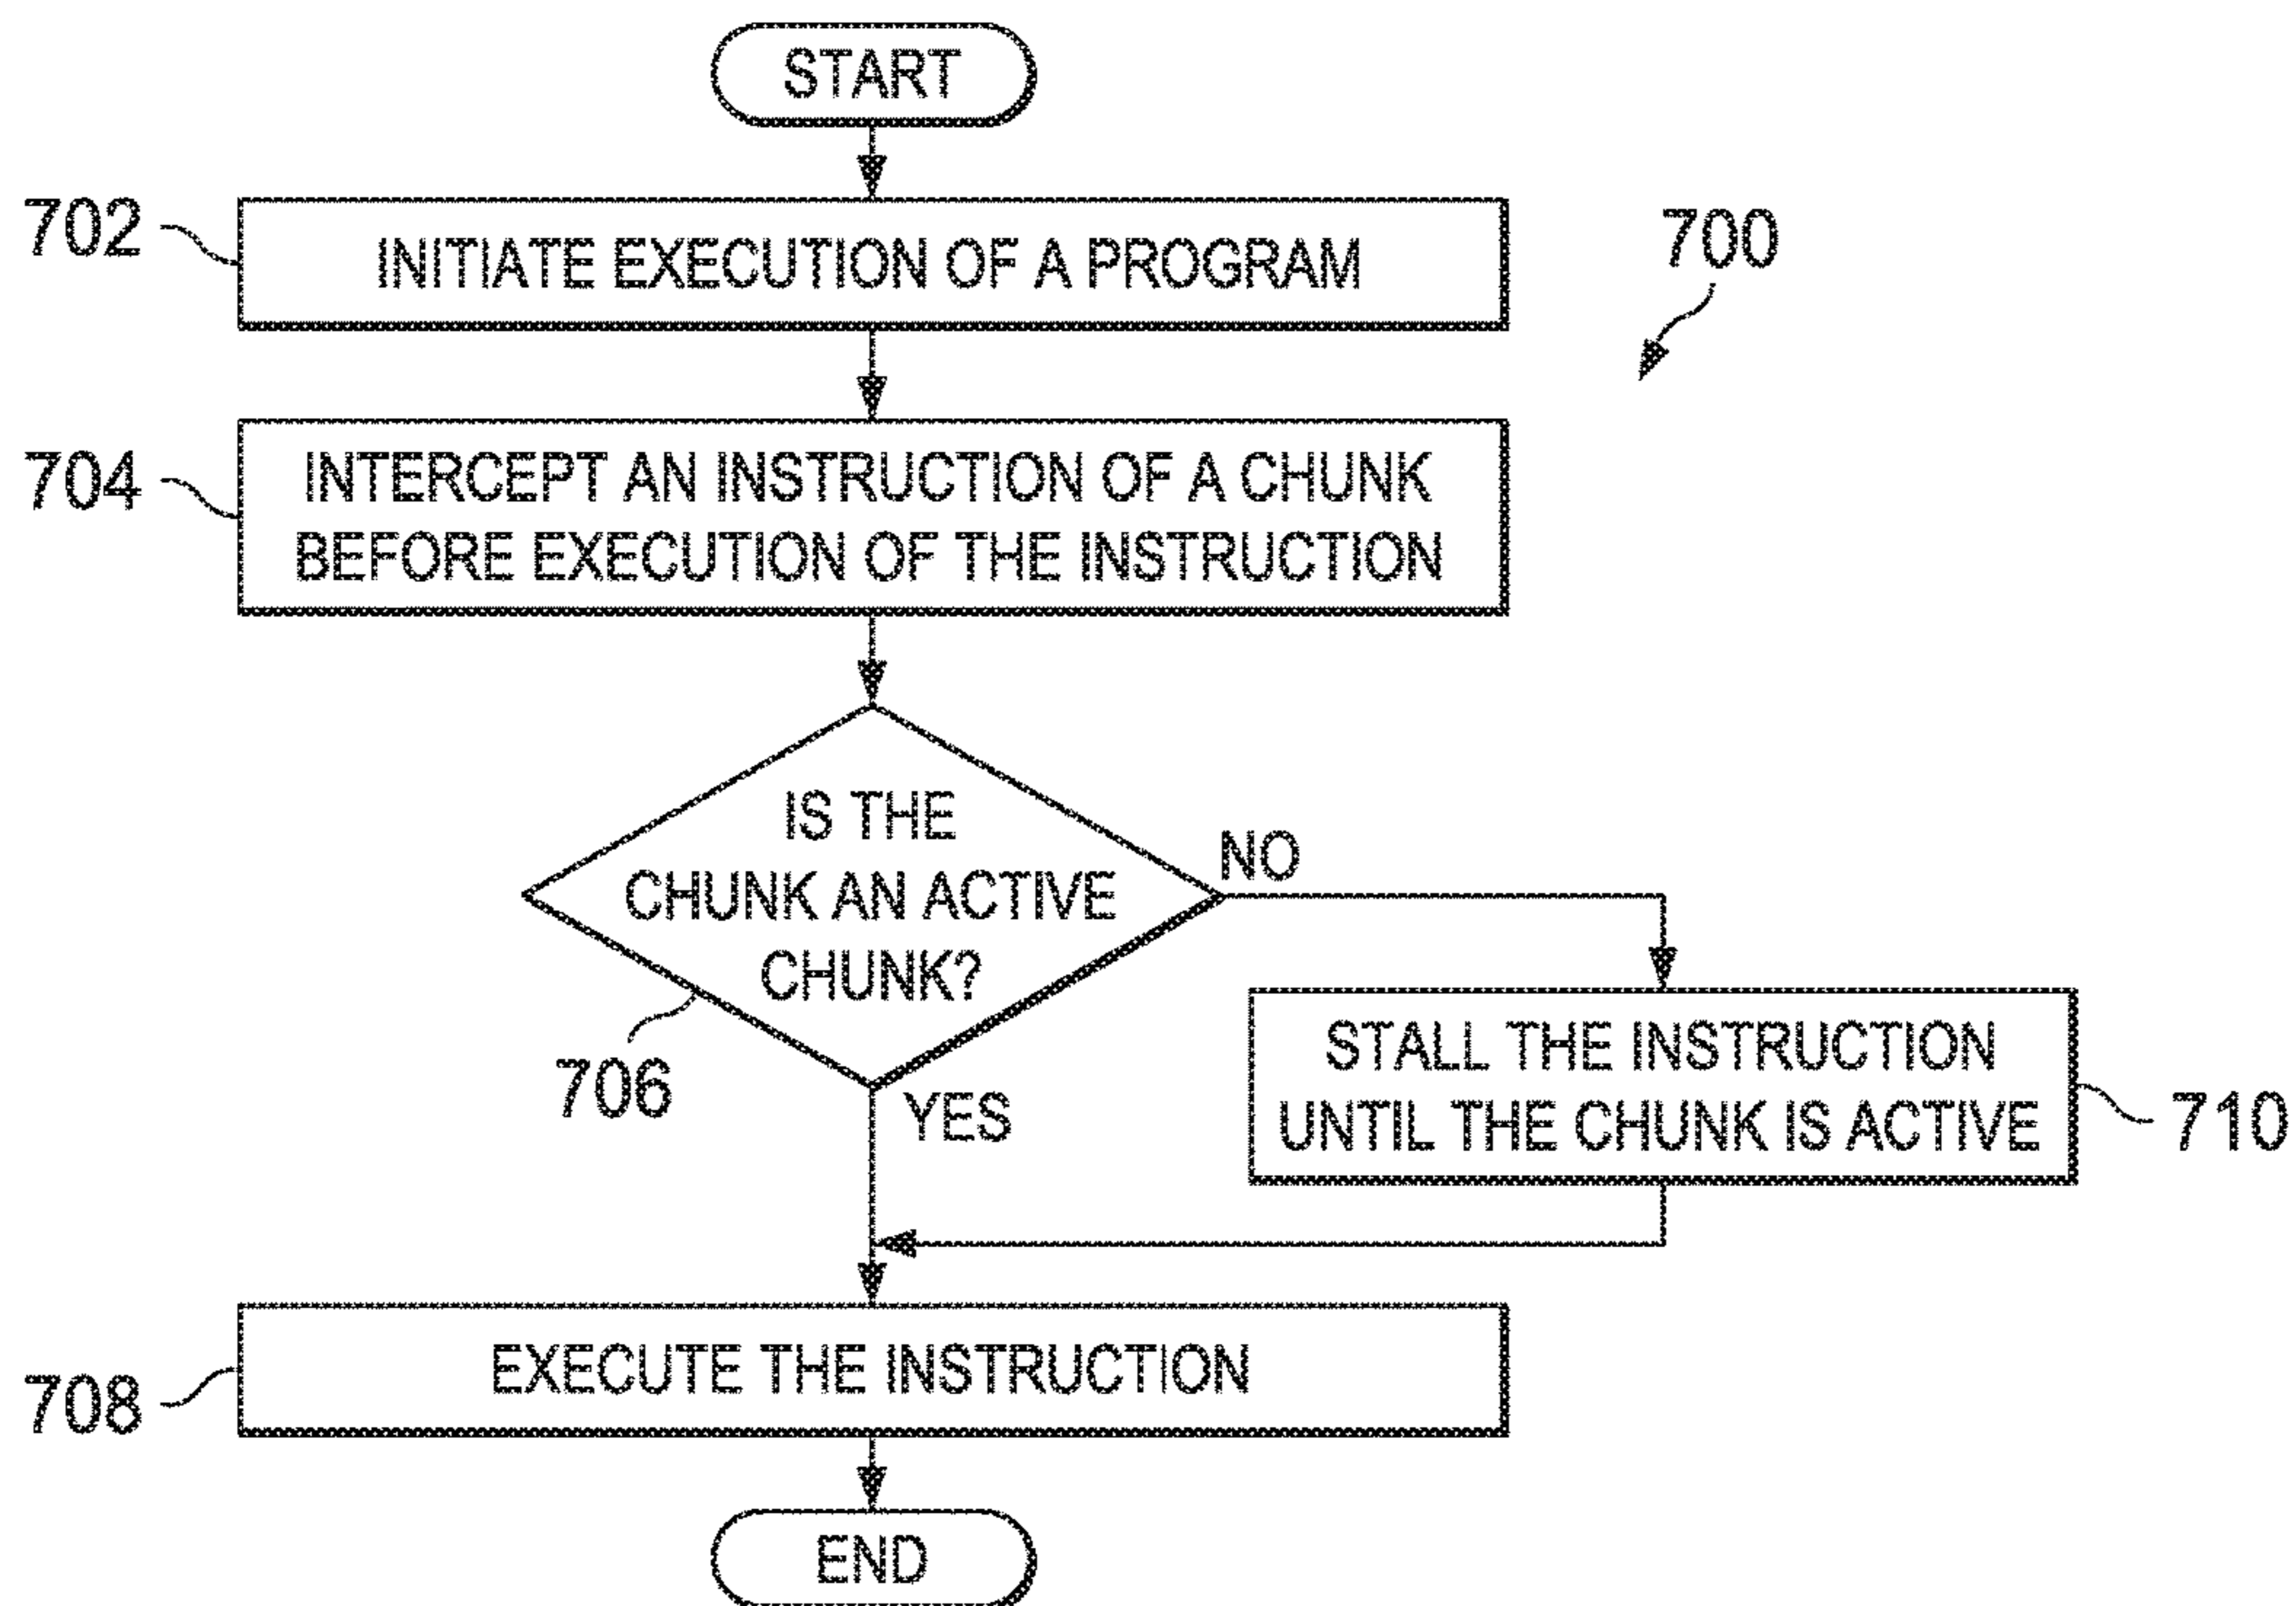 START
702
INITIATE EXECUTION OF A PROGRAM
700
704
INTERCEPT AN INSTRUCTION OF A CHUNK
BEFORE EXECUTION OF THE INSTRUCTION
IS THE
CHUNK AN ACTIVE
CHUNK?
NO
706
YES
STALL THE INSTRUCTION
UNTIL THE CHUNK IS ACTIVE
710
708
EXECUTE THE INSTRUCTION
END